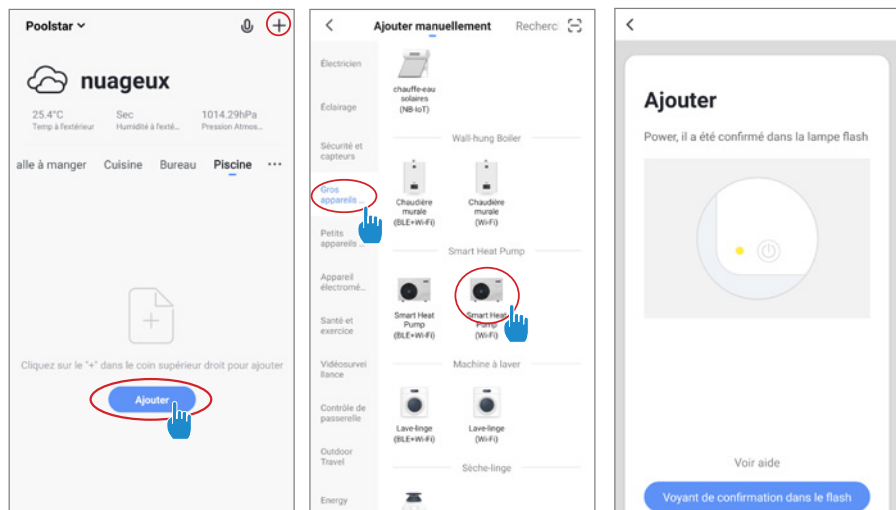 Poolstar
nuageux
25.4°C Sec 1014.29hPa
Temp à l'extérieur Humidité à l'exté... Pression Atmos...
alle à manger Cuisine Bureau Piscine ...
Cliquez sur le "+" dans le coin supérieur droit pour ajouter
Ajouter
Ajouter manuellement Recherc
Électricien
Éclairage
Sécurité et
capteurs
Gros
appareils ...
Petits
appareils ...
Appareil
électromé...
Santé et
exercice
Vidéosurvei
llance
Contrôle de
passerelle
Outdoor
Travel
Energy
chauffe-eau
solaires
(NB-IoT)
Wall-hung Boiler
Chaudière
murale
(BLE+Wi-Fi)
Chaudière
murale
(Wi-Fi)
Smart Heat Pump
Smart Heat
Pump
(BLE+Wi-Fi)
Smart Heat
Pump
(Wi-Fi)
Machine à laver
Lave-linge
(BLE+Wi-Fi)
Lave-linge
(Wi-Fi)
Sèche-linge
Ajouter
Power, il a été confirmé dans la lampe flash
Voir aide
Voyant de confirmation dans le flash